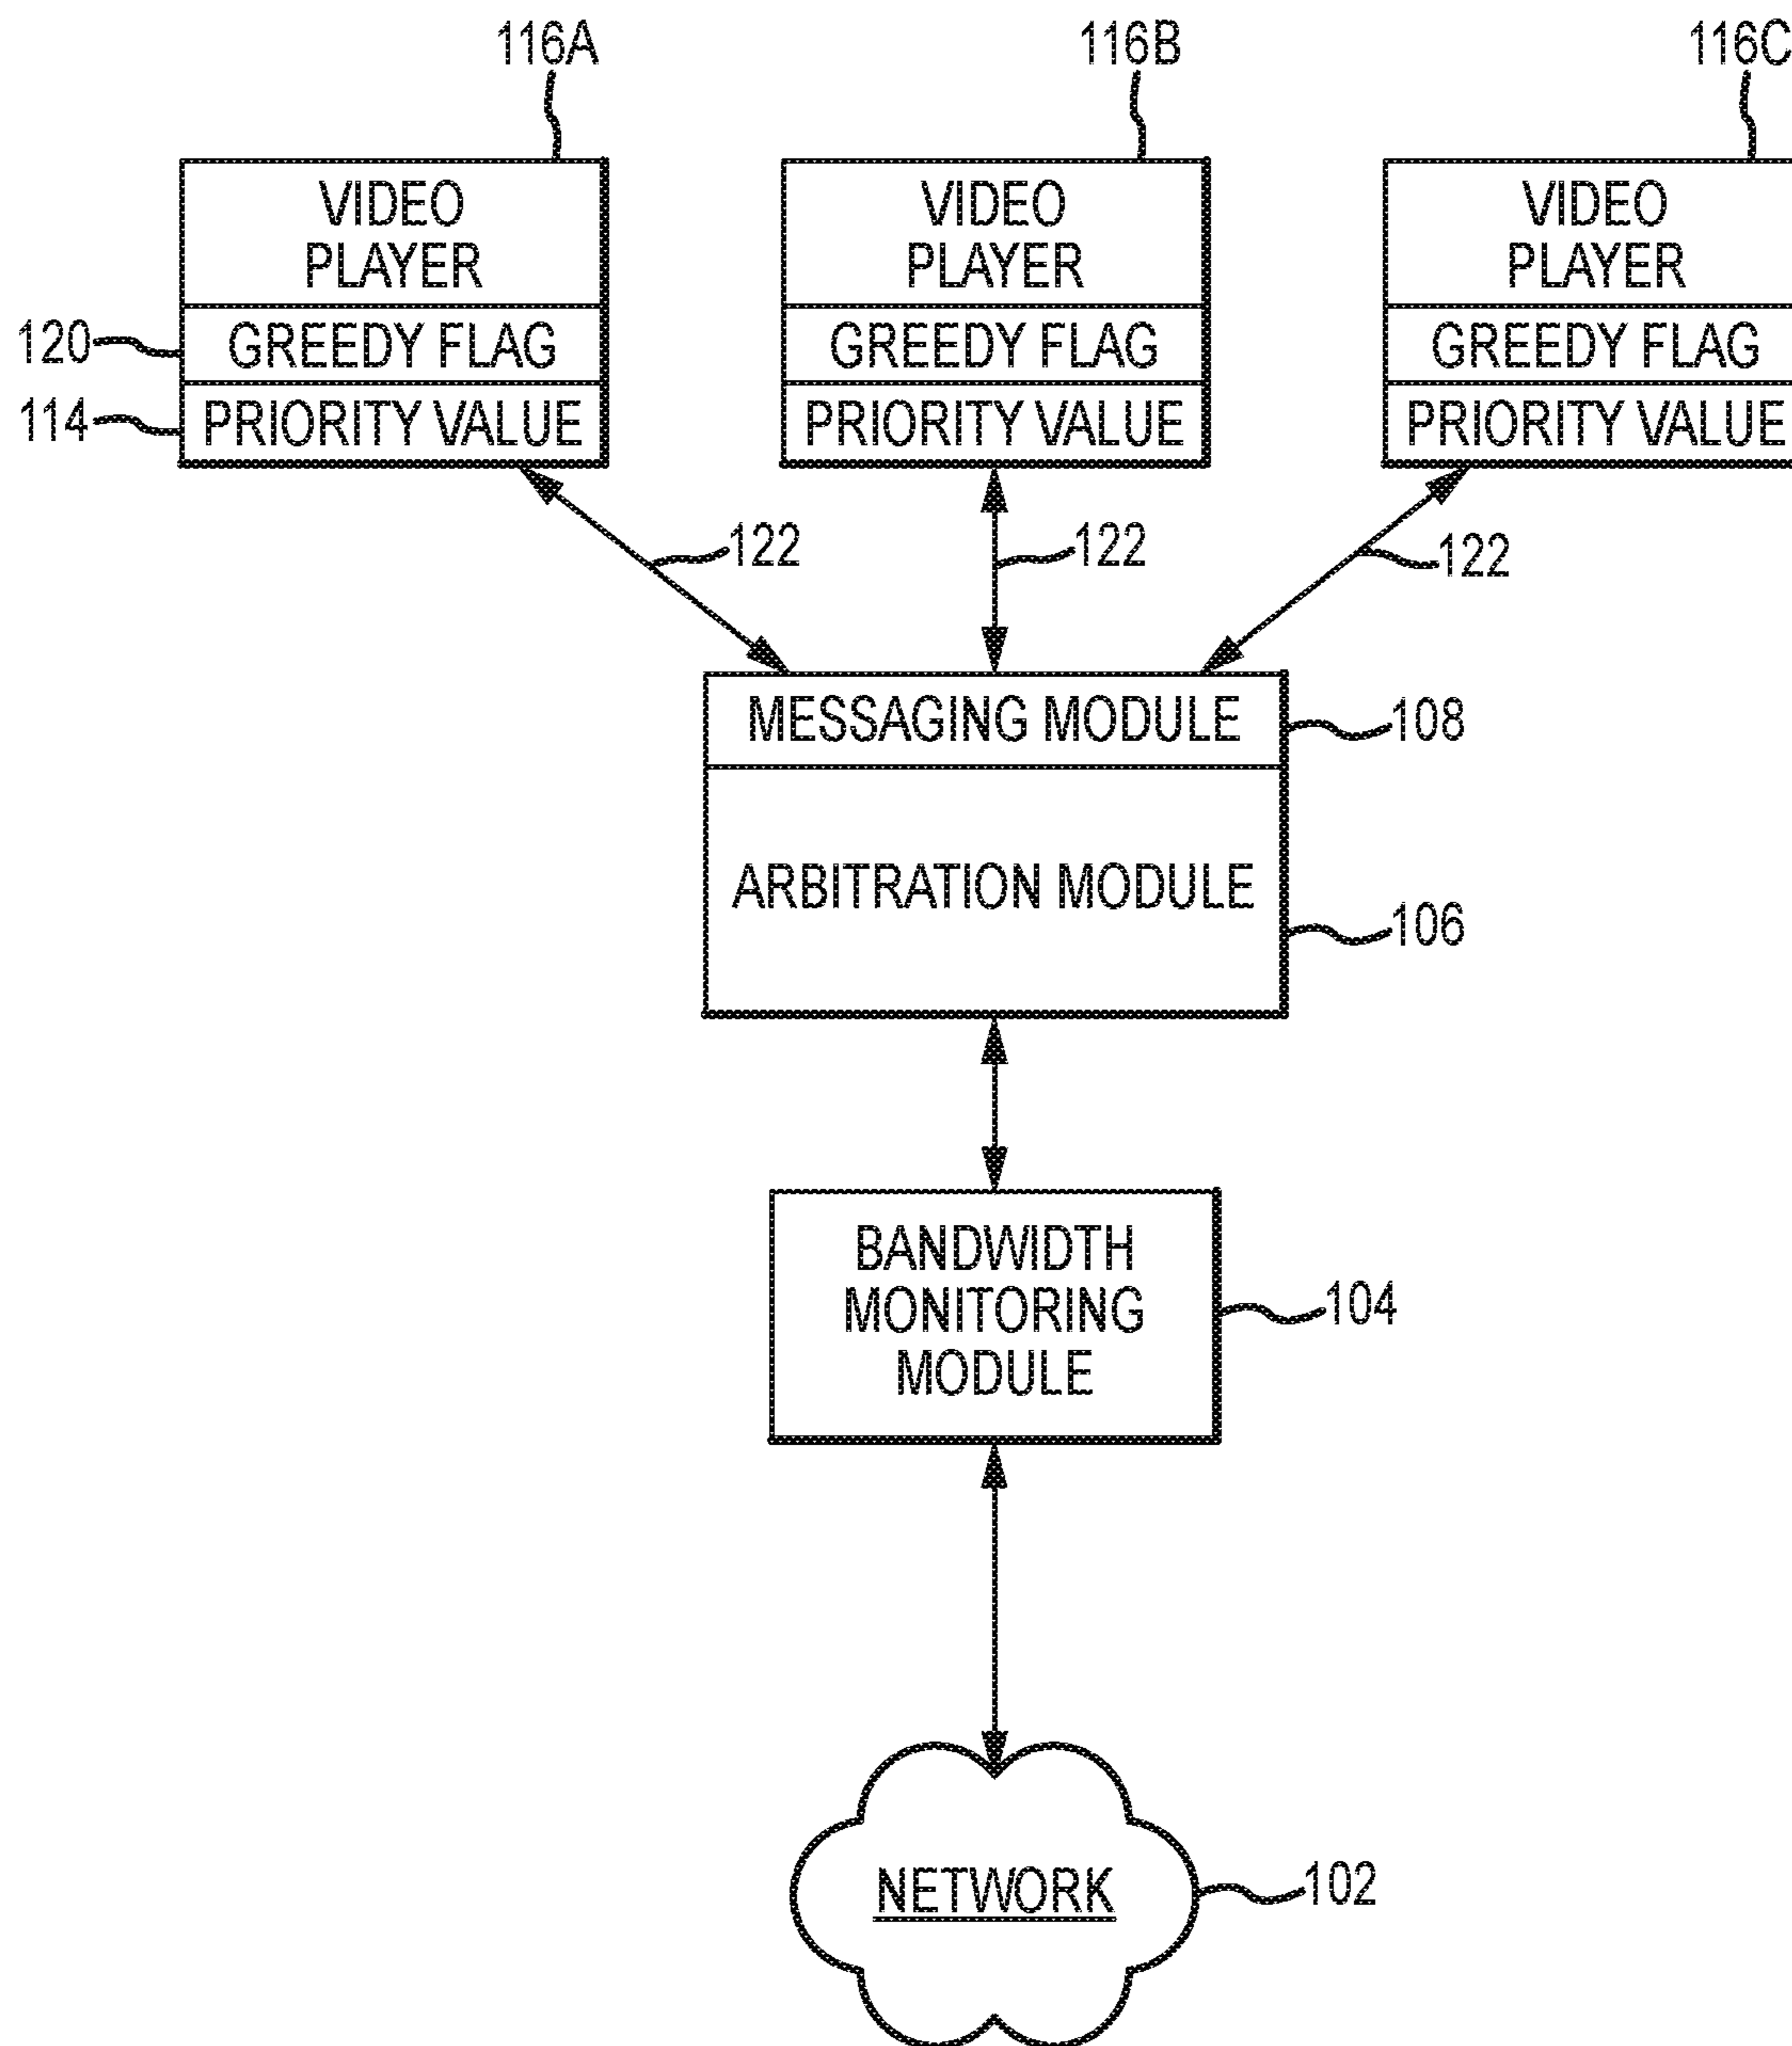 116A 116B 116C
VIDEO VIDEO VIDEO
PLAYER PLAYER PLAYER
120 GREEDY FLAG GREEDY FLAG GREEDY FLAG
114 PRIORITY VALUE PRIORITY VALUE PRIORITY VALUE
122 122 122
MESSAGING MODULE 108
ARBITRATION MODULE
106
BANDWIDTH
MONITORING 104
MODULE
NETWORK 102